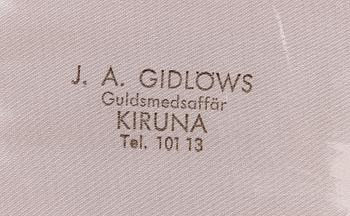 J. A. GIDLÖWS
Guldsmedsaffär
KIRUNA
Tel. 101 13